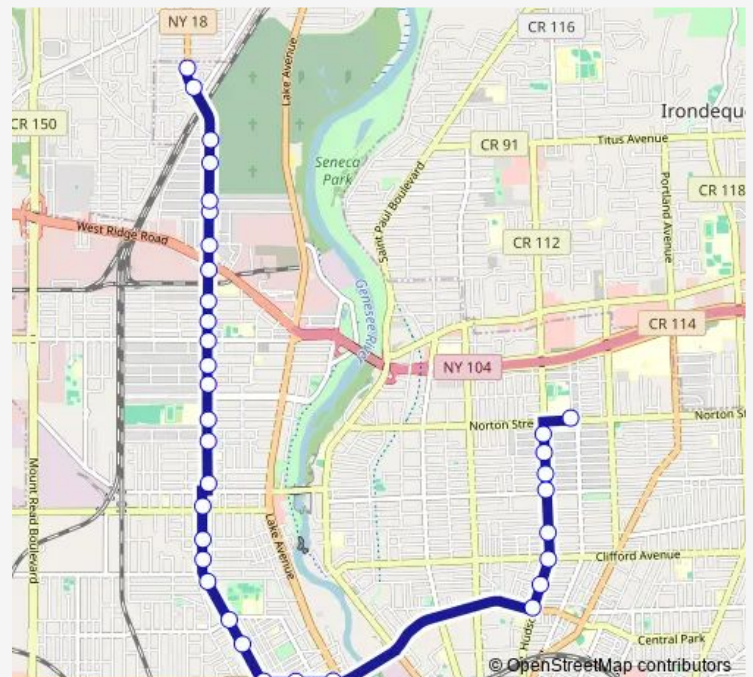 NY 18
CR 116
Lake Avenue
Irondequ
CR 150
CR 91
Titus Avenue
Seneca
Park
Portland Avenue
CR 118
Saint Paul Boulevard
West Ridge Road
CR 112
Genesee River
CR 114
NY 104
Norton Stre
Norton St
Mount Read Boulevard
Lake Avenue
Clifford Avenue
Huds
Central Park
© OpenStreetMap contributors